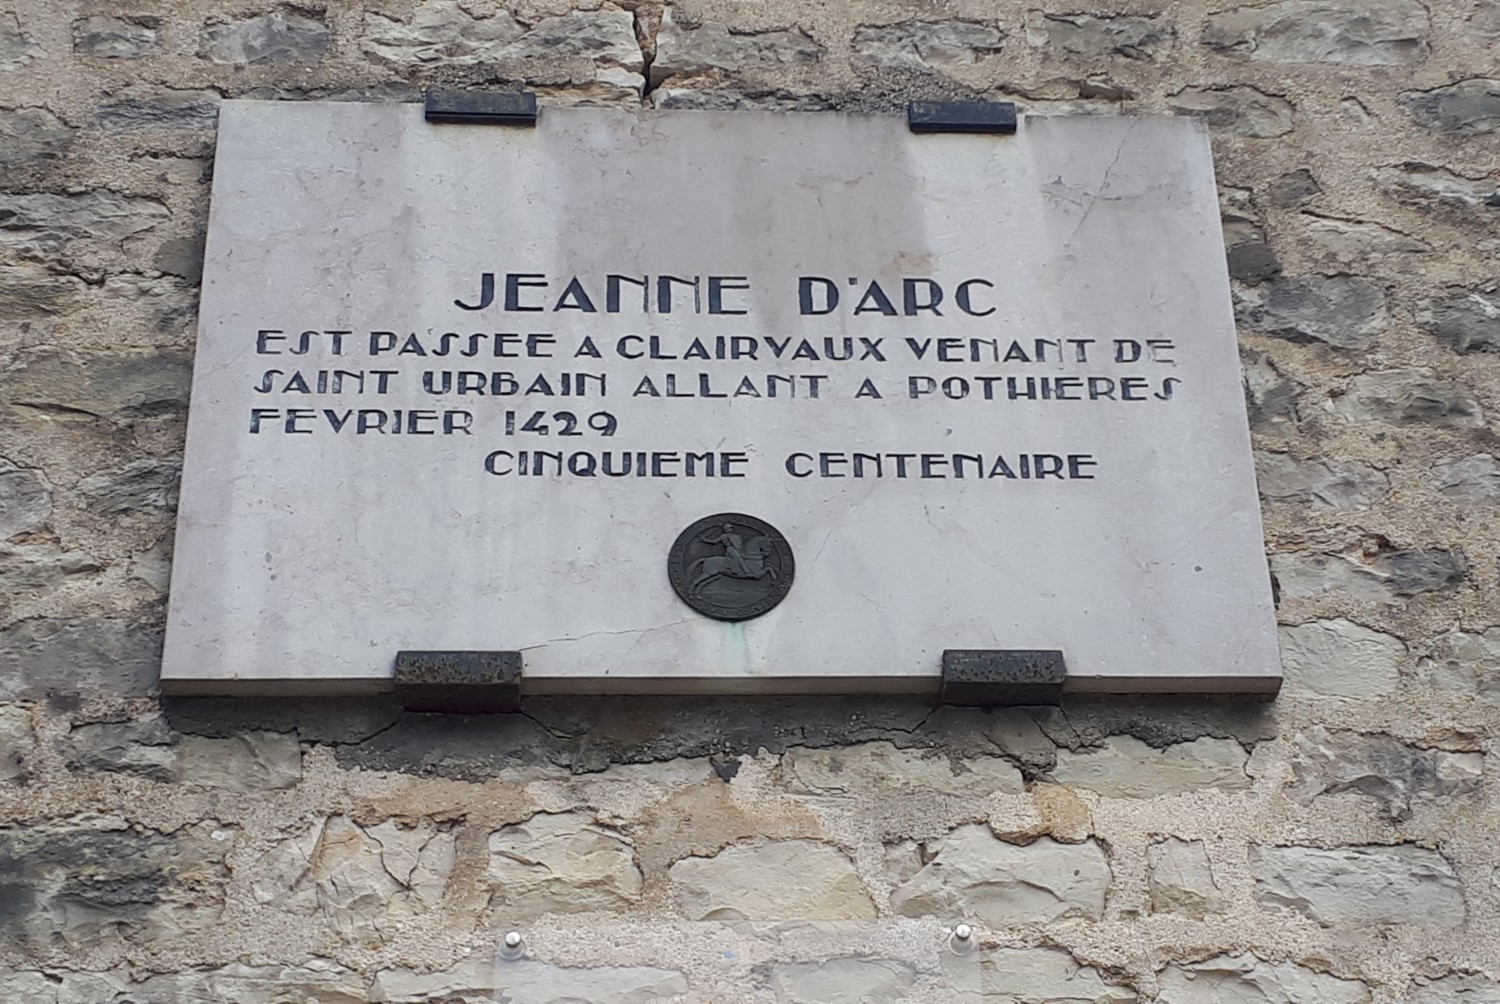 JEANNE D'ARC
EST PASSEE A CLAIRVAUX VENANT DE
SAINT URBAIN ALLANT A POTHIERES
FEVRIER 1429
CINQUIEME CENTENAIRE